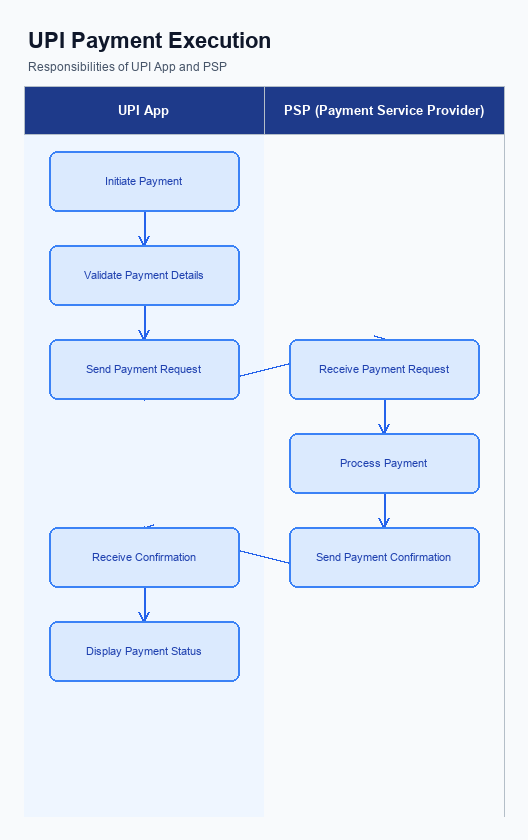 UPI Payment Execution
Responsibilities of UPI App and PSP
UPI App
PSP (Payment Service Provider)
Initiate Payment
Validate Payment Details
Send Payment Request
Receive Payment Request
Process Payment
Send Payment Confirmation
Receive Confirmation
Display Payment Status